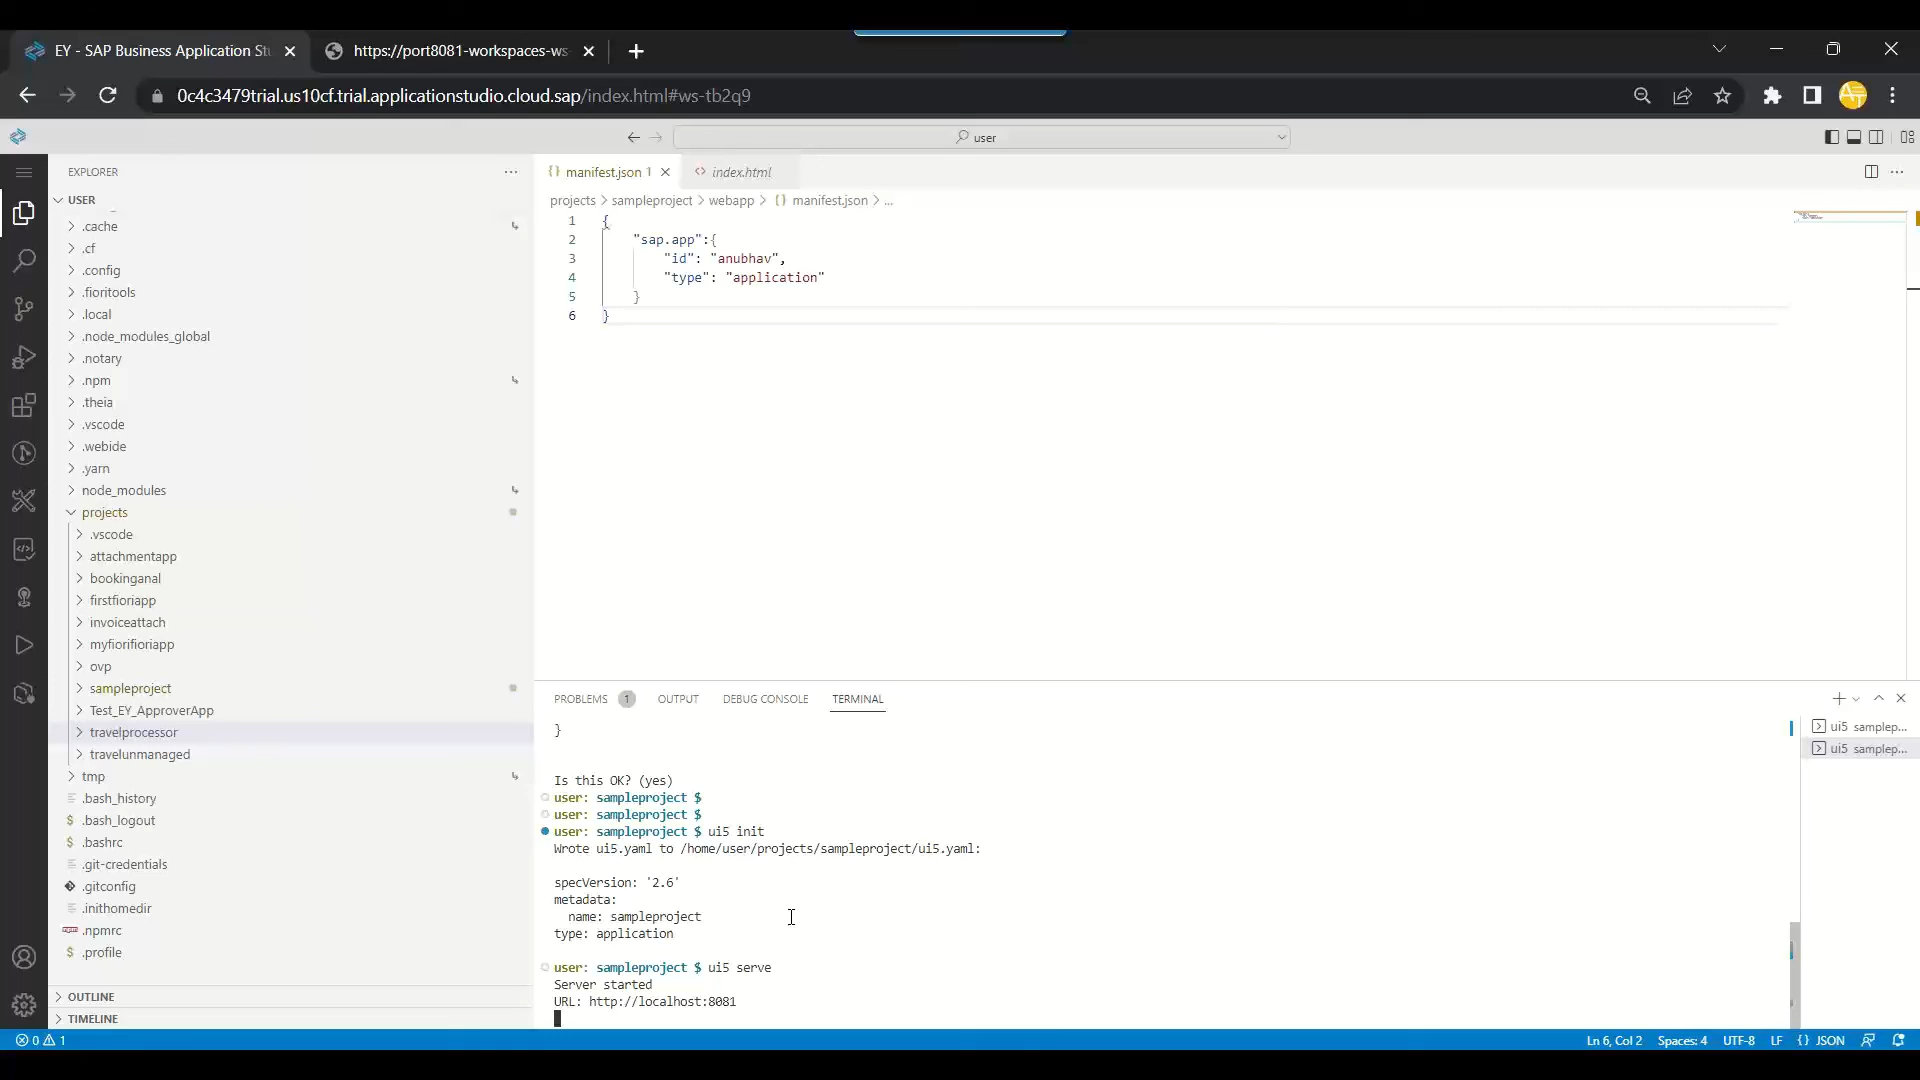 EY - SAP Business Application Stu
https://port8081-workspaces-ws
0c4c3479trial.us10cf.trial.applicationstudio.cloud.sap/index.html#ws-tb2q9
user
EXPLORER
USER
.cache
.cf
.config
.fioritools
.local
.node_modules_global
.notary
.npm
.theia
.vscode
.webide
.yarn
node_modules
projects
.vscode
attachmentapp
bookinganal
firstfioriapp
invoiceattach
myfiorifioriapp
ovp
sampleproject
Test_EY_ApproverApp
travelprocessor
travelunmanaged
tmp
.bash_history
.bash_logout
.bashrc
.git-credentials
.gitconfig
.inithomedir
.npmrc
.profile
OUTLINE
TIMELINE
manifest.json 1
index.html
projects > sampleproject > webapp > {} manifest.json > ...
1 {
2 "sap.app":{
3 "id": "anubhav",
4 "type": "application"
5 }
6 }
PROBLEMS 1 OUTPUT DEBUG CONSOLE TERMINAL
}
Is this OK? (yes)
user: sampleproject $
user: sampleproject $
user: sampleproject $ ui5 init
Wrote ui5.yaml to /home/user/projects/sampleproject/ui5.yaml:
specVersion: '2.6'
metadata:
name: sampleproject
type: application
user: sampleproject $ ui5 serve
Server started
URL: http://localhost:8081
ui5 samplep...
ui5 samplep...
0 1
Ln 6, Col 2 Spaces: 4 UTF-8 LF {} JSON